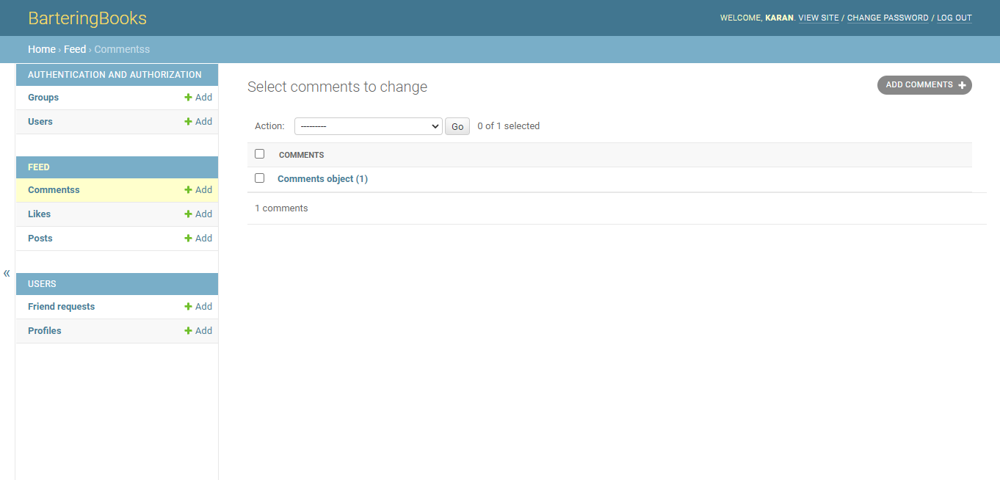 BarteringBooks
WELCOME, KARAN. VIEW SITE / CHANGE PASSWORD / LOG OUT
Home › Feed › Commentss
AUTHENTICATION AND AUTHORIZATION
Groups + Add
Users + Add
FEED
Commentss + Add
Likes + Add
Posts + Add
USERS
Friend requests + Add
Profiles + Add
«
Select comments to change
ADD COMMENTS +
Action: --------- Go 0 of 1 selected
COMMENTS
Comments object (1)
1 comments